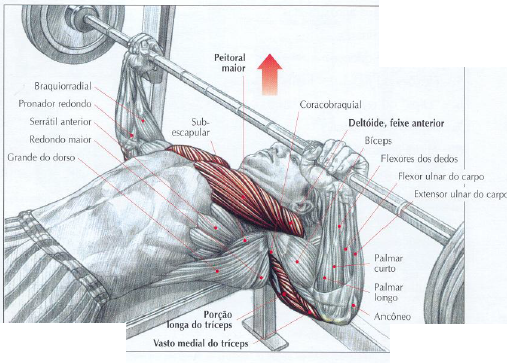 Peitoral
maior
Braquiorradial
Pronador redondo
Serrátil anterior
Redondo maior
Grande do dorso
Sub-
escapular
Coracobraquial
Deltóide, feixe anterior
Bíceps
Flexores dos dedos
Flexor ulnar do carpo
Extensor ulnar do carpo
Palmar
curto
Palmar
longo
Ancôneo
Porção
longa do tríceps
Vasto medial do tríceps